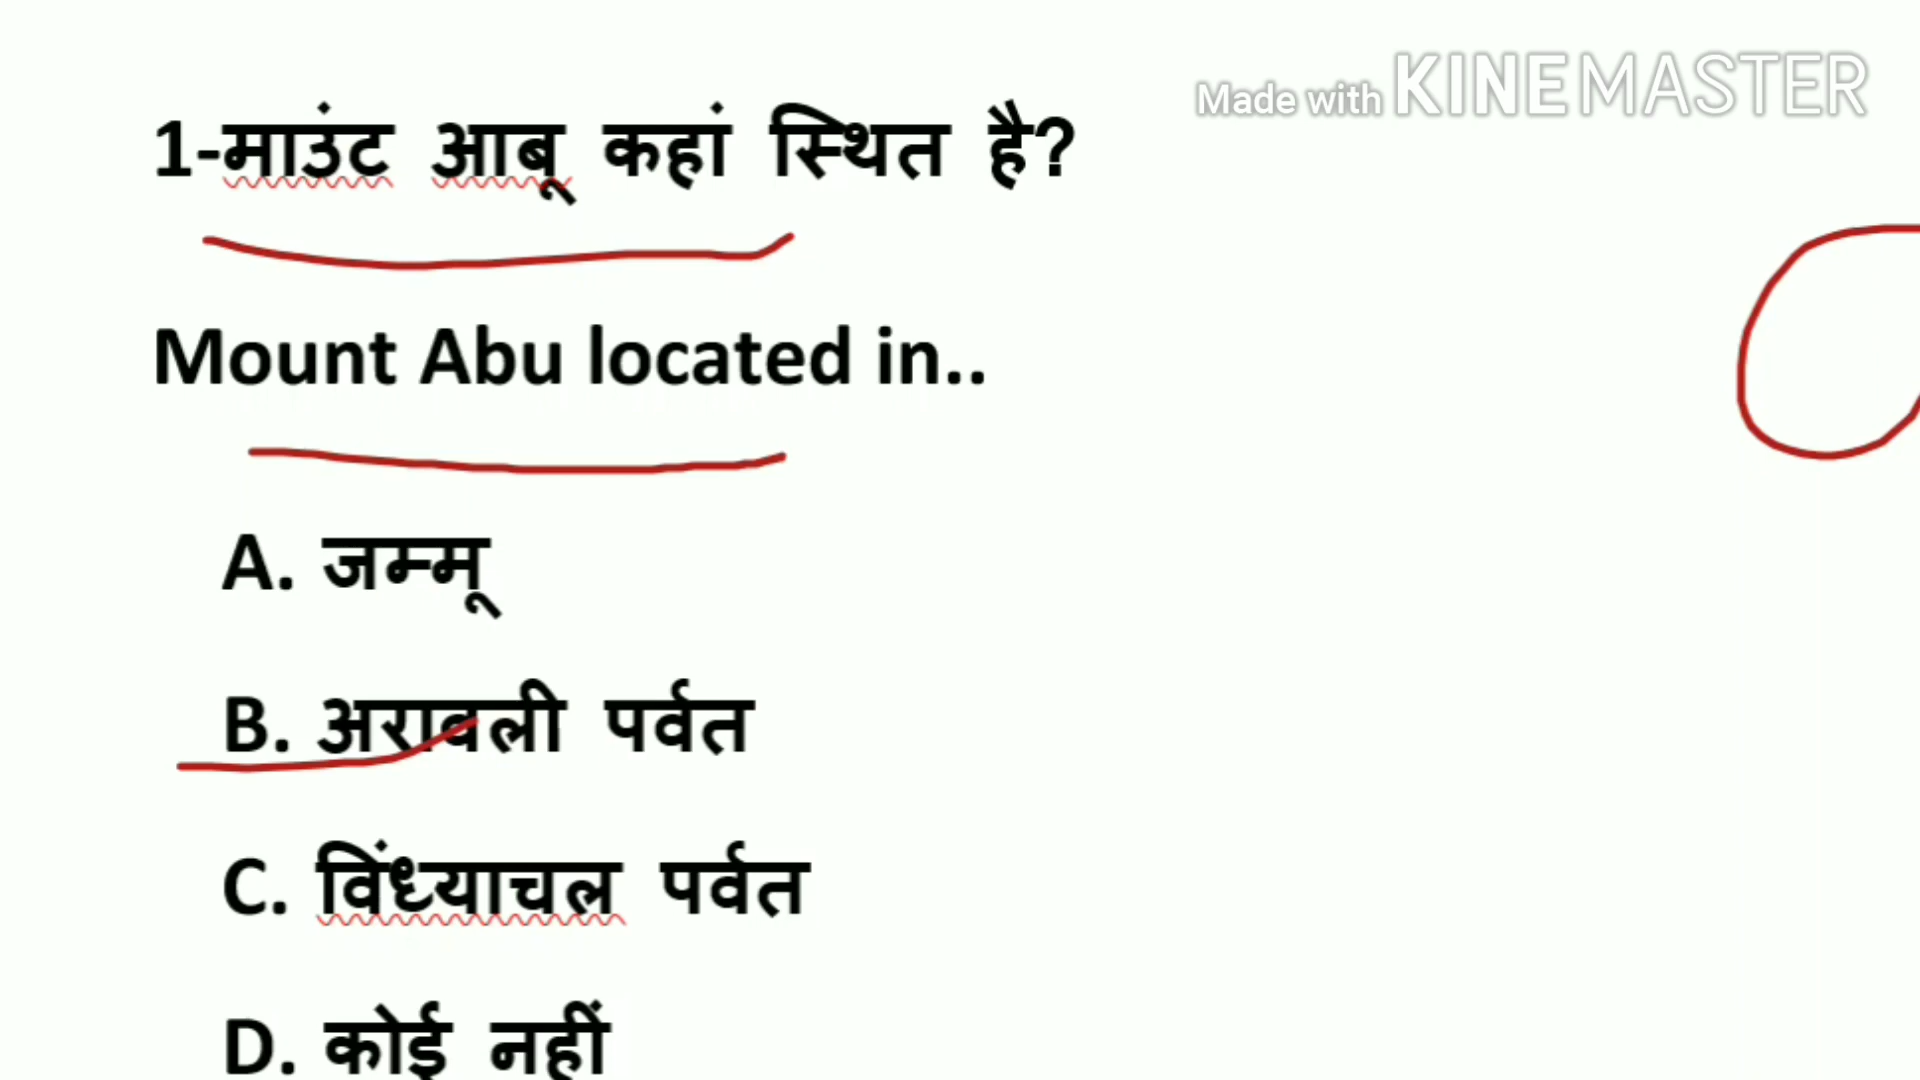 Made with KINEMASTER
1-माउंट आबू कहां स्थित है?
Mount Abu located in..
A. जम्मू
B. अरावली पर्वत
C. विंध्याचल पर्वत
D. कोई नहीं